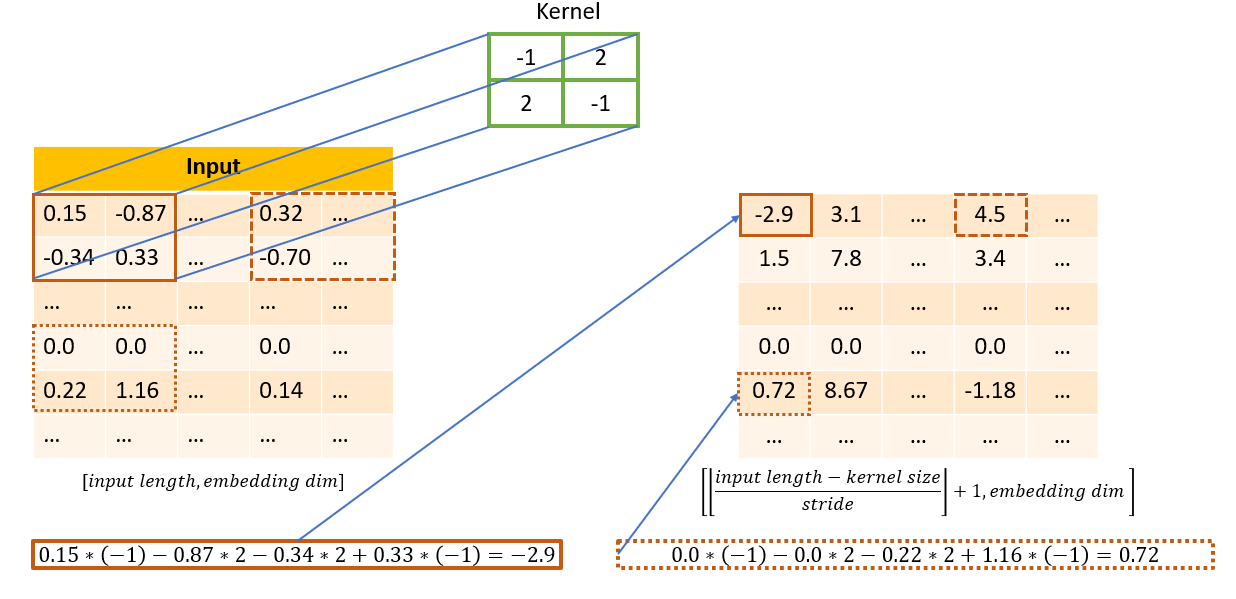 Kernel
-1 2
2 -1
Input
0.15 -0.87 ... 0.32 ...
-0.34 0.33 ... -0.70 ...
... ... ... ... ...
0.0 0.0 ... 0.0 ...
0.22 1.16 ... 0.14 ...
... ... ... ... ...
[input length, embedding dim]
-2.9 3.1 ... 4.5 ...
1.5 7.8 ... 3.4 ...
... ... ... ... ...
0.0 0.0 ... 0.0 ...
0.72 8.67 ... -1.18 ...
... ... ... ... ...
[|input length − kernel size / stride| + 1, embedding dim]
0.15 ∗ (−1) − 0.87 ∗ 2 − 0.34 ∗ 2 + 0.33 ∗ (−1) = −2.9
0.0 ∗ (−1) − 0.0 ∗ 2 − 0.22 ∗ 2 + 1.16 ∗ (−1) = 0.72